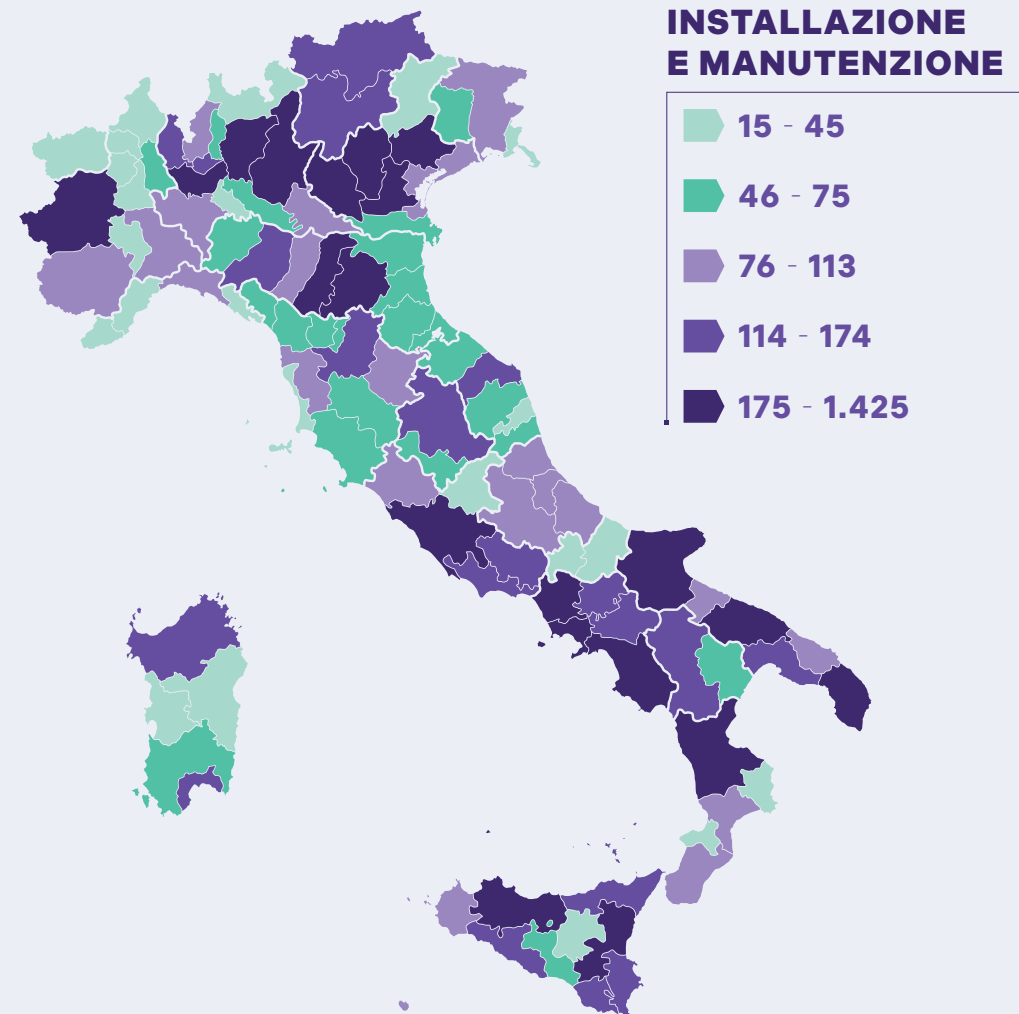 INSTALLAZIONE
E MANUTENZIONE
15 - 45
46 - 75
76 - 113
114 - 174
175 - 1.425